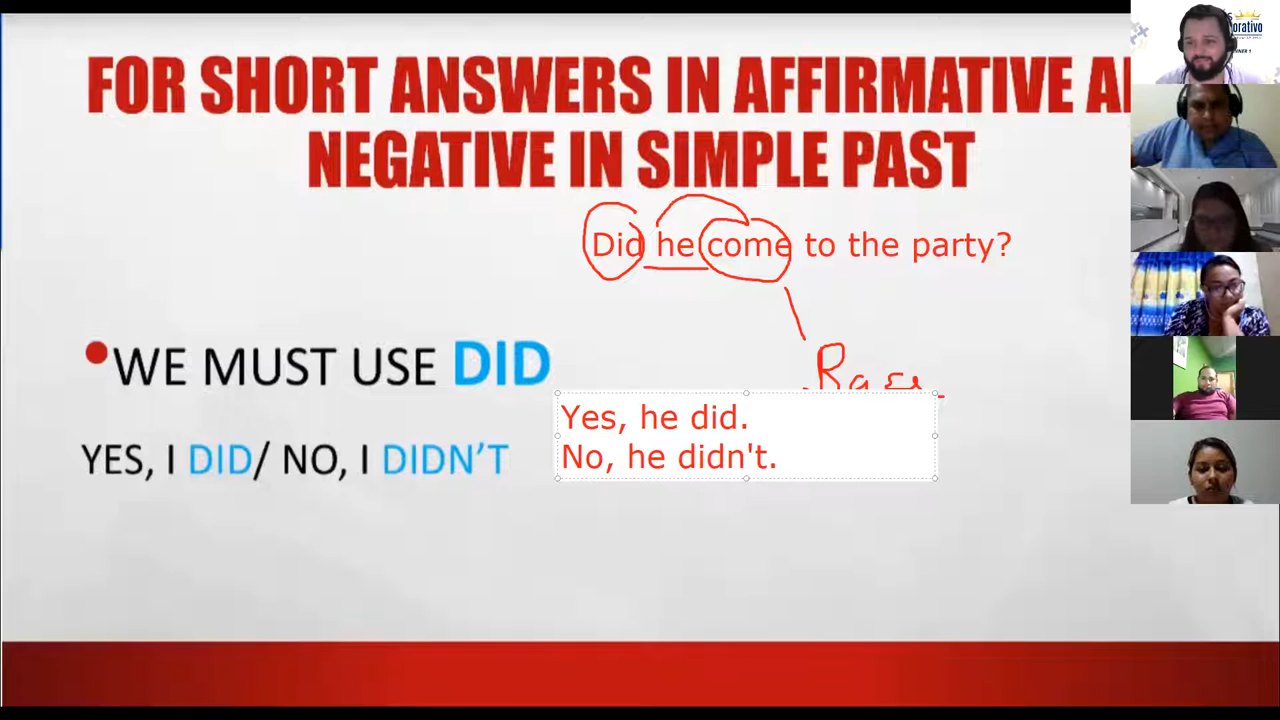 FOR SHORT ANSWERS IN AFFIRMATIVE
NEGATIVE IN SIMPLE PAST
Did he come to the party?
WE MUST USE DID
YES, I DID/ NO, I DIDN'T
Yes, he did.
No, he didn't.
orativo